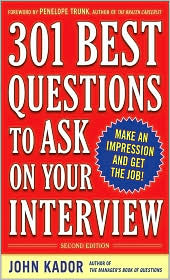 FOREWORD BY PENELOPE TRUNK, AUTHOR OF THE BRAZEN CAREERIST
301 BEST
QUESTIONS
TO ASK
ON YOUR
INTERVIEW
MAKE AN
IMPRESSION
AND GET
THE JOB!
SECOND EDITION
JOHN KADOR
AUTHOR OF
THE MANAGER'S BOOK OF QUESTIONS